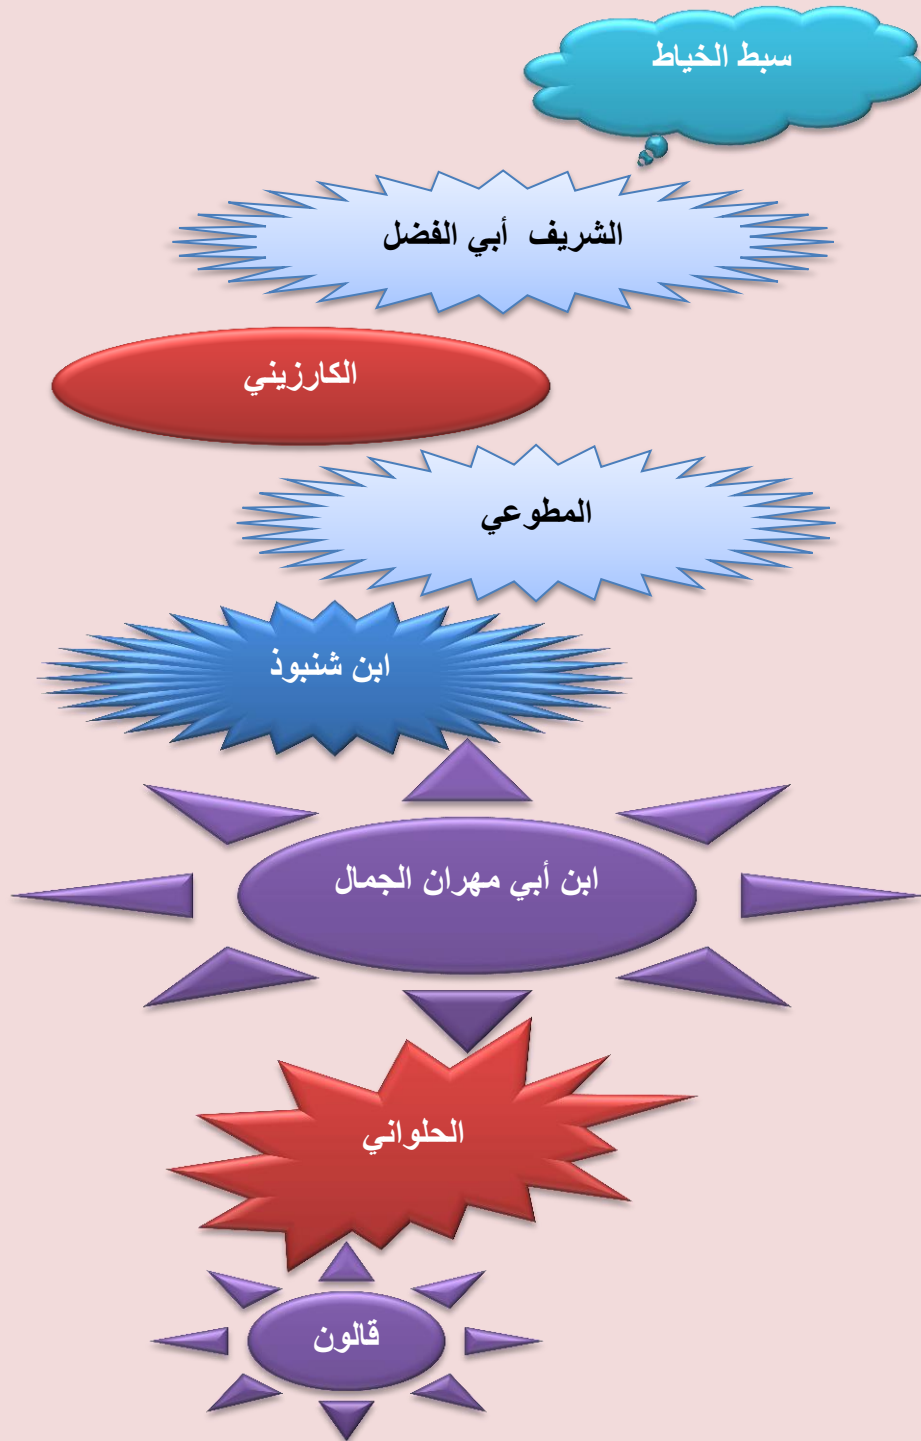 سبط الخياط
الشريف أبي الفضل
الكارزيني
المطوعي
ابن شنبوذ
ابن أبي مهران الجمال
الحلواني
قالون